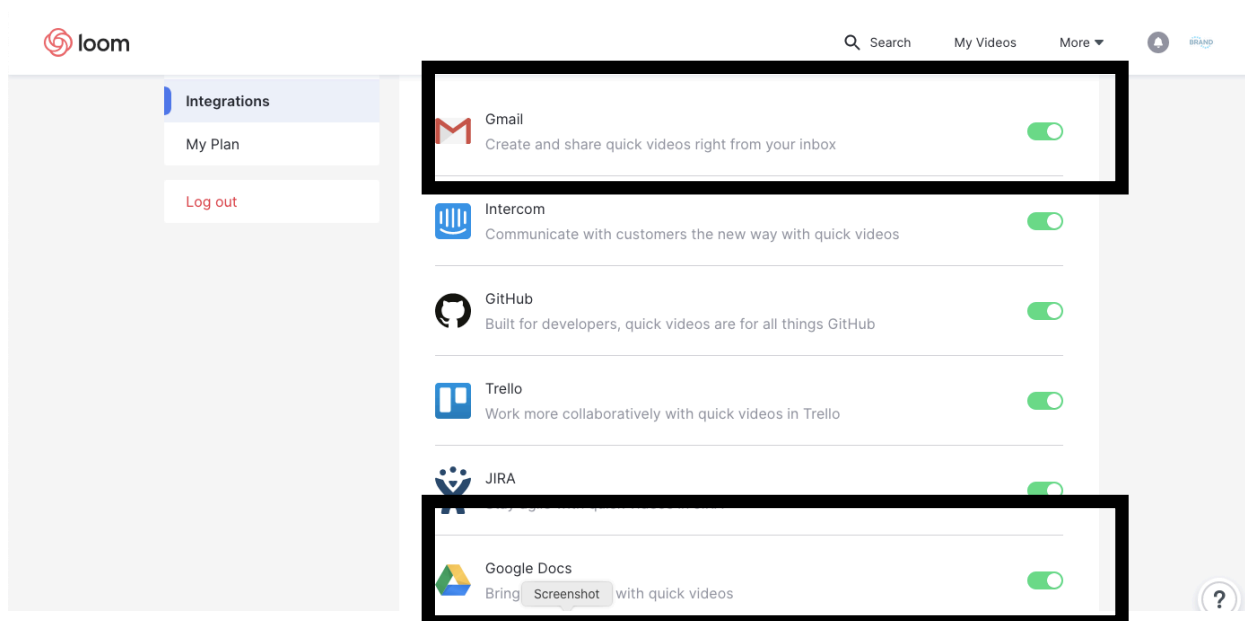 loom
Search My Videos More
BRAND
Integrations
My Plan
Log out
Gmail
Create and share quick videos right from your inbox
Intercom
Communicate with customers the new way with quick videos
GitHub
Built for developers, quick videos are for all things GitHub
Trello
Work more collaboratively with quick videos in Trello
JIRA
Google Docs
Bring Screenshot with quick videos
?